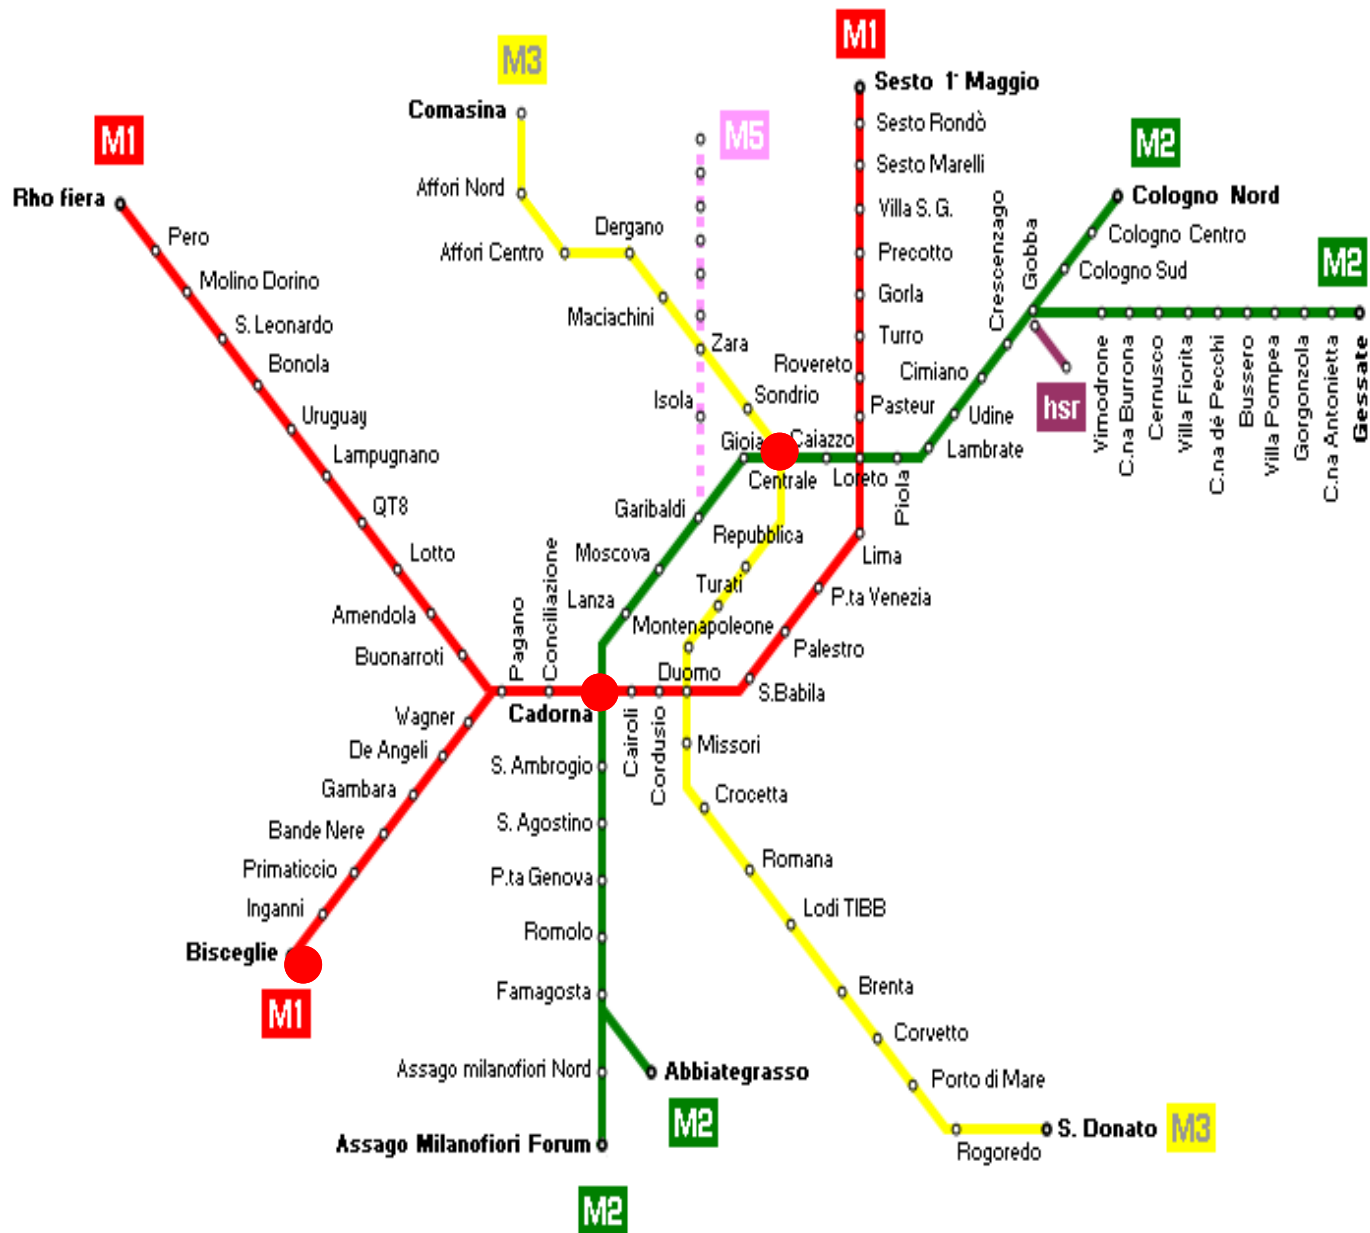 M1
M3
Sesto 1° Maggio
Comasina
Sesto Rondò
M1
M5
M2
Sesto Marelli
Affori Nord
Rho fiera
Villa S. G.
Cologno Nord
Crescenzago
Gobba
Dergano
Cologno Centro
Pero
Affori Centro
Precotto
Cologno Sud
M2
Molino Dorino
Gorla
Maciachini
S. Leonardo
Turro
Zara
Bonola
Rovereto
Cimiano
Isola
Sondrio
Pasteur
hsr
Uruguay
Udine
Vimodrone
C.na Burrona
Cernusco
Villa Fiorita
C.na dé Pecchi
Bussero
Villa Pompea
Gorgonzola
C.na Antonietta
Gessate
Gioia
Caiazzo
Lambrate
Lampugnano
Centrale
Loreto
Piola
QT8
Garibaldi
Repubblica
Lotto
Moscova
Lima
Conciliazione
Pagano
Turati
P.ta Venezia
Lanza
Amendola
Montenapoleone
Palestro
Buonarroti
Duomo
S.Babila
Cadorna
Wagner
Cairoli
Cordusio
Missori
De Angeli
S. Ambrogio
Gambara
Crocetta
Bande Nere
S. Agostino
Primaticcio
P.ta Genova
Romana
Inganni
Lodi TIBB
Romolo
Bisceglie
Famagosta
Brenta
M1
Corvetto
Assago milanofiori Nord
Abbiategrasso
Porto di Mare
M2
S. Donato
M3
Assago Milanofiori Forum
Rogoredo
M2